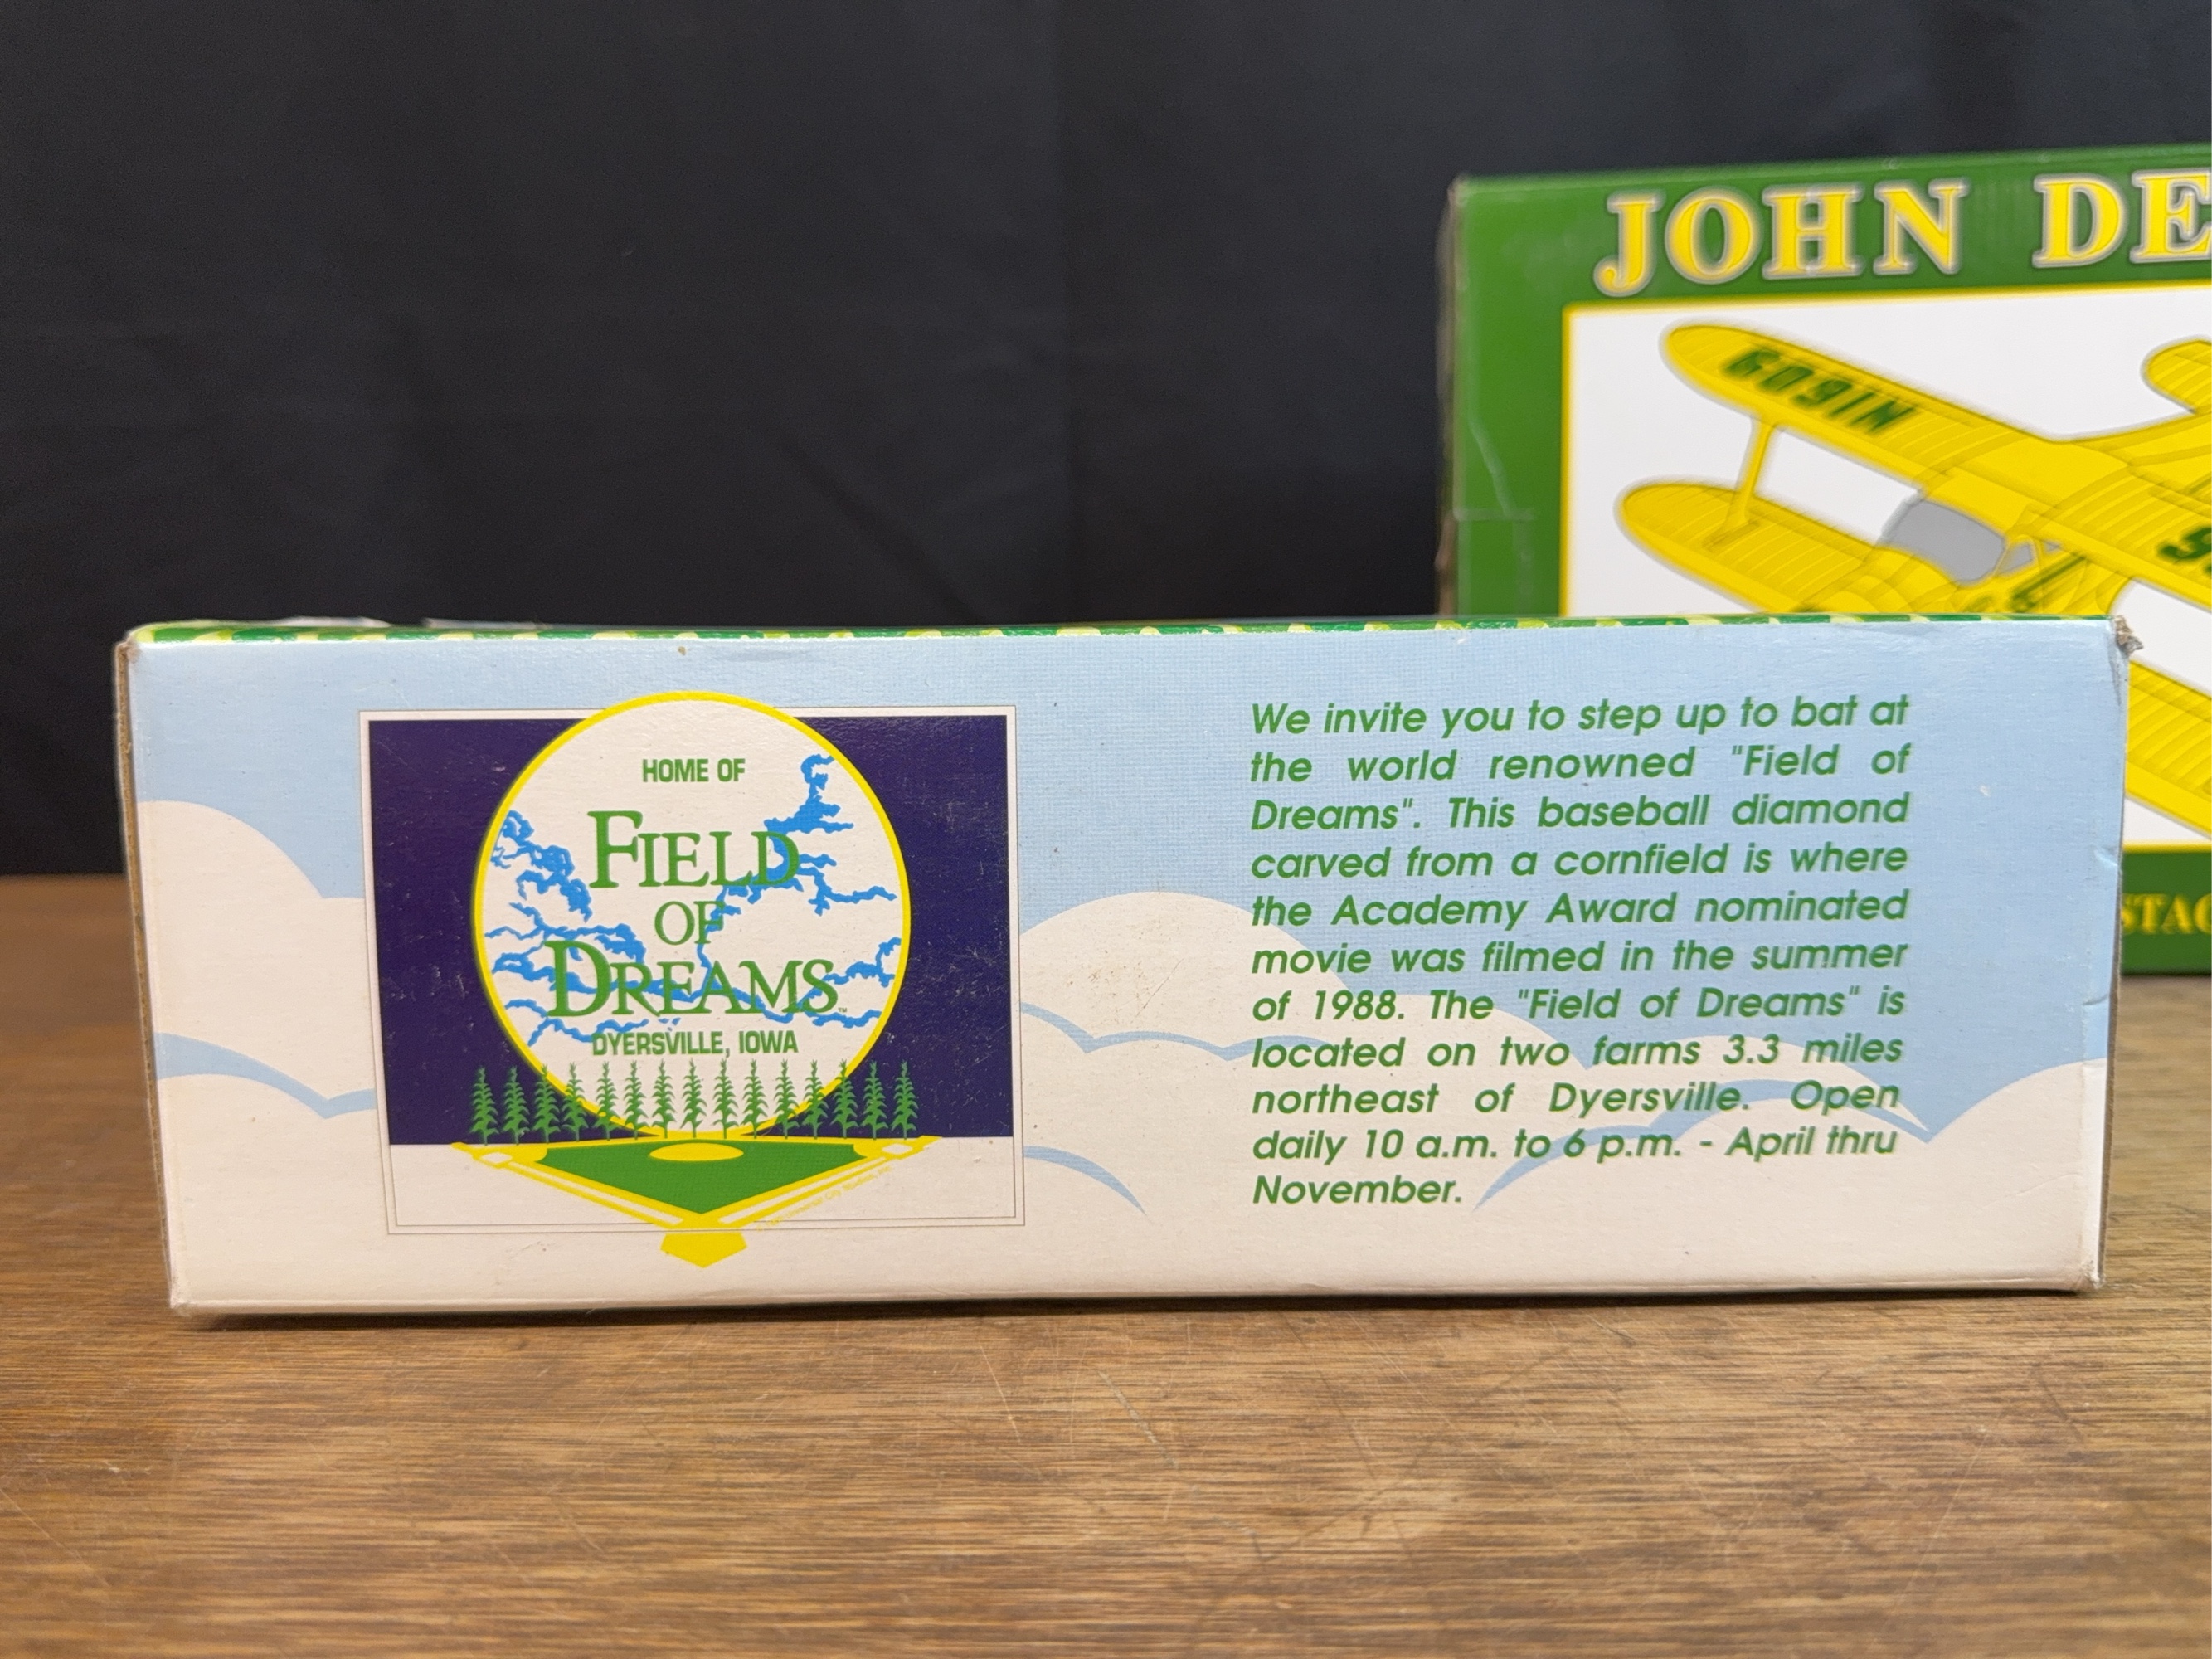 JOHN DE
N1609
HOME OF
FIELD
OF
DREAMS™
DYERSVILLE, IOWA
We invite you to step up to bat at
the world renowned "Field of
Dreams". This baseball diamond
carved from a cornfield is where
the Academy Award nominated
movie was filmed in the summer
of 1988. The "Field of Dreams" is
located on two farms 3.3 miles
northeast of Dyersville. Open
daily 10 a.m. to 6 p.m. - April thru
November.
STAG